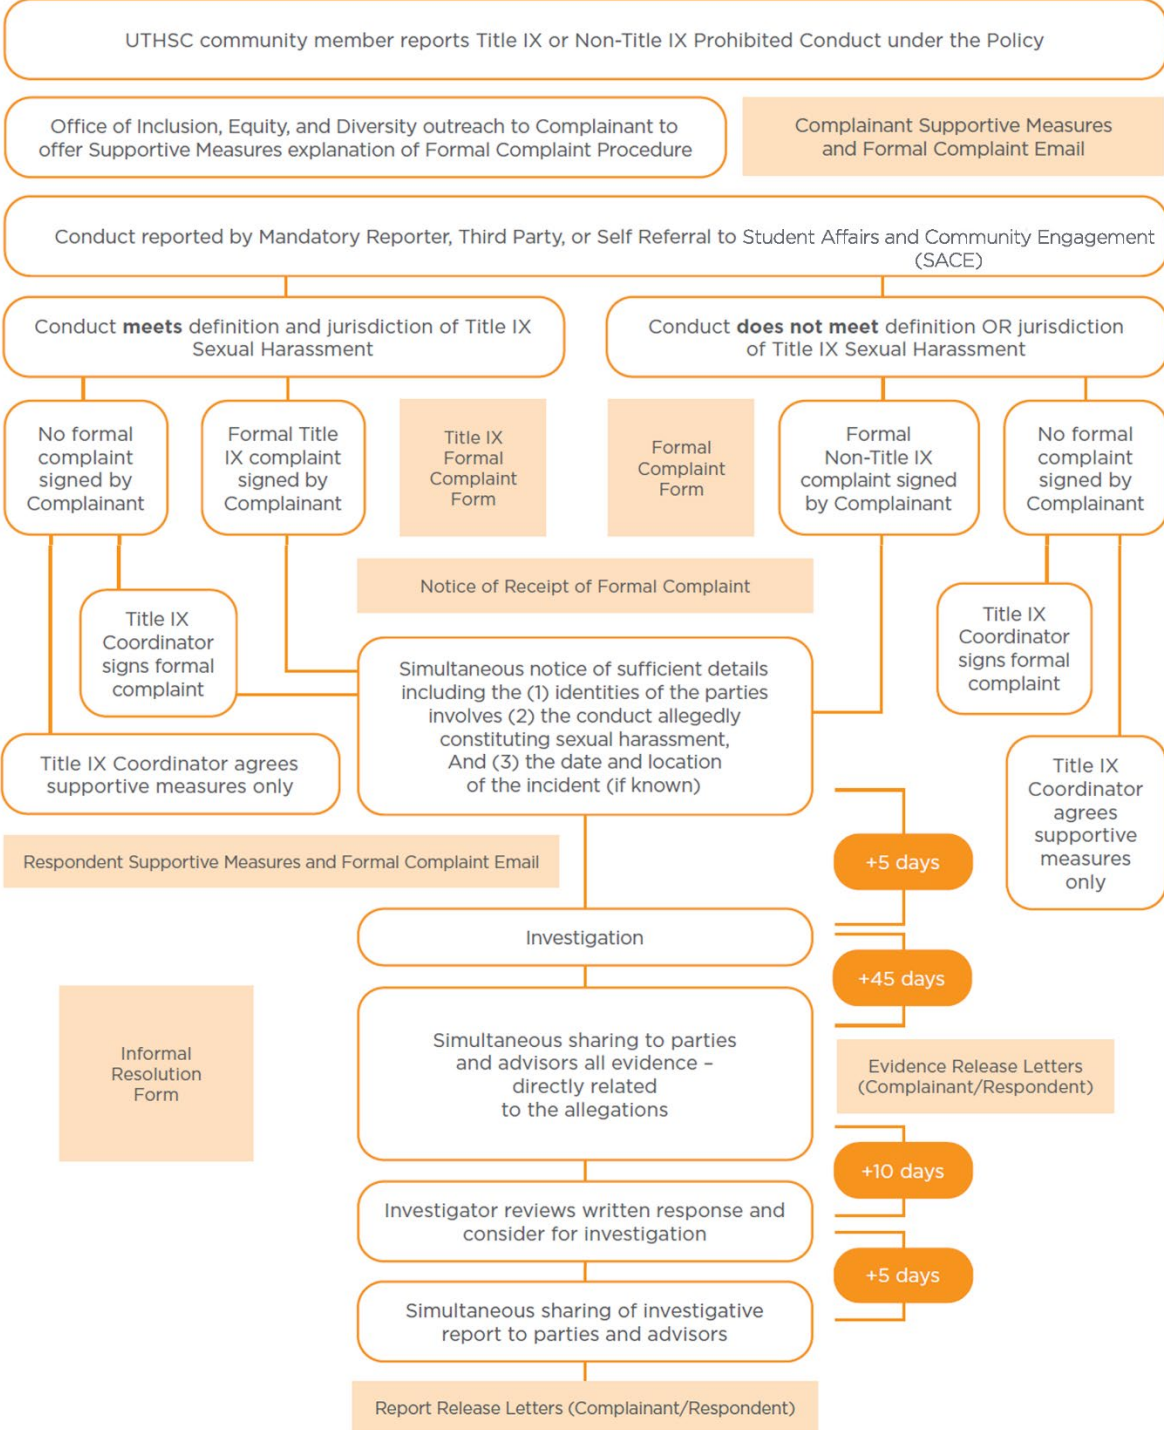 UTHSC community member reports Title IX or Non-Title IX Prohibited Conduct under the Policy
Office of Inclusion, Equity, and Diversity outreach to Complainant to
offer Supportive Measures explanation of Formal Complaint Procedure
Complainant Supportive Measures
and Formal Complaint Email
Conduct reported by Mandatory Reporter, Third Party, or Self Referral to Student Affairs and Community Engagement
(SACE)
Conduct meets definition and jurisdiction of Title IX
Sexual Harassment
Conduct does not meet definition OR jurisdiction
of Title IX Sexual Harassment
No formal
complaint
signed by
Complainant
Formal Title
IX complaint
signed by
Complainant
Title IX
Formal
Complaint
Form
Formal
Complaint
Form
Formal
Non-Title IX
complaint signed
by Complainant
No formal
complaint
signed by
Complainant
Notice of Receipt of Formal Complaint
Title IX
Coordinator
signs formal
complaint
Simultaneous notice of sufficient details
including the (1) identities of the parties
involves (2) the conduct allegedly
constituting sexual harassment,
And (3) the date and location
of the incident (if known)
Title IX
Coordinator
signs formal
complaint
Title IX Coordinator agrees
supportive measures only
Title IX
Coordinator
agrees
supportive
measures
only
Respondent Supportive Measures and Formal Complaint Email
+5 days
Investigation
+45 days
Informal
Resolution
Form
Simultaneous sharing to parties
and advisors all evidence –
directly related
to the allegations
Evidence Release Letters
(Complainant/Respondent)
+10 days
Investigator reviews written response and
consider for investigation
+5 days
Simultaneous sharing of investigative
report to parties and advisors
Report Release Letters (Complainant/Respondent)